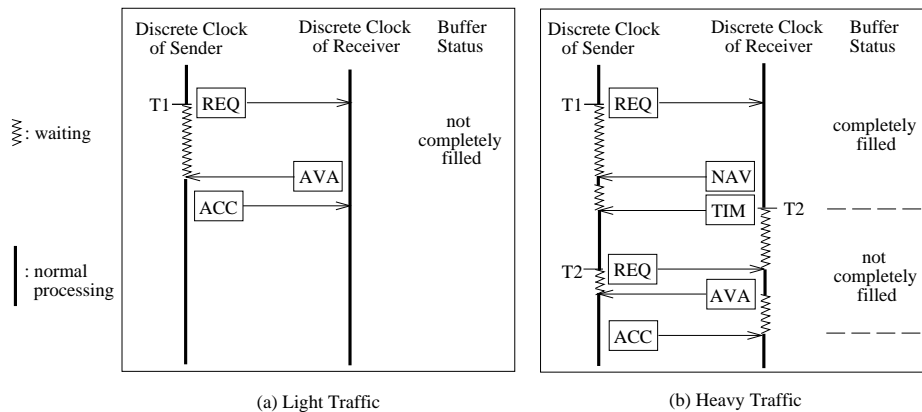 Discrete Clock
of Sender
Discrete Clock
of Receiver
Buffer
Status
T1
REQ
not
completely
filled
AVA
ACC
: waiting
: normal
processing
(a) Light Traffic
Discrete Clock
of Sender
Discrete Clock
of Receiver
Buffer
Status
T1
REQ
completely
filled
NAV
TIM
T2
T2
REQ
not
completely
filled
AVA
ACC
(b) Heavy Traffic